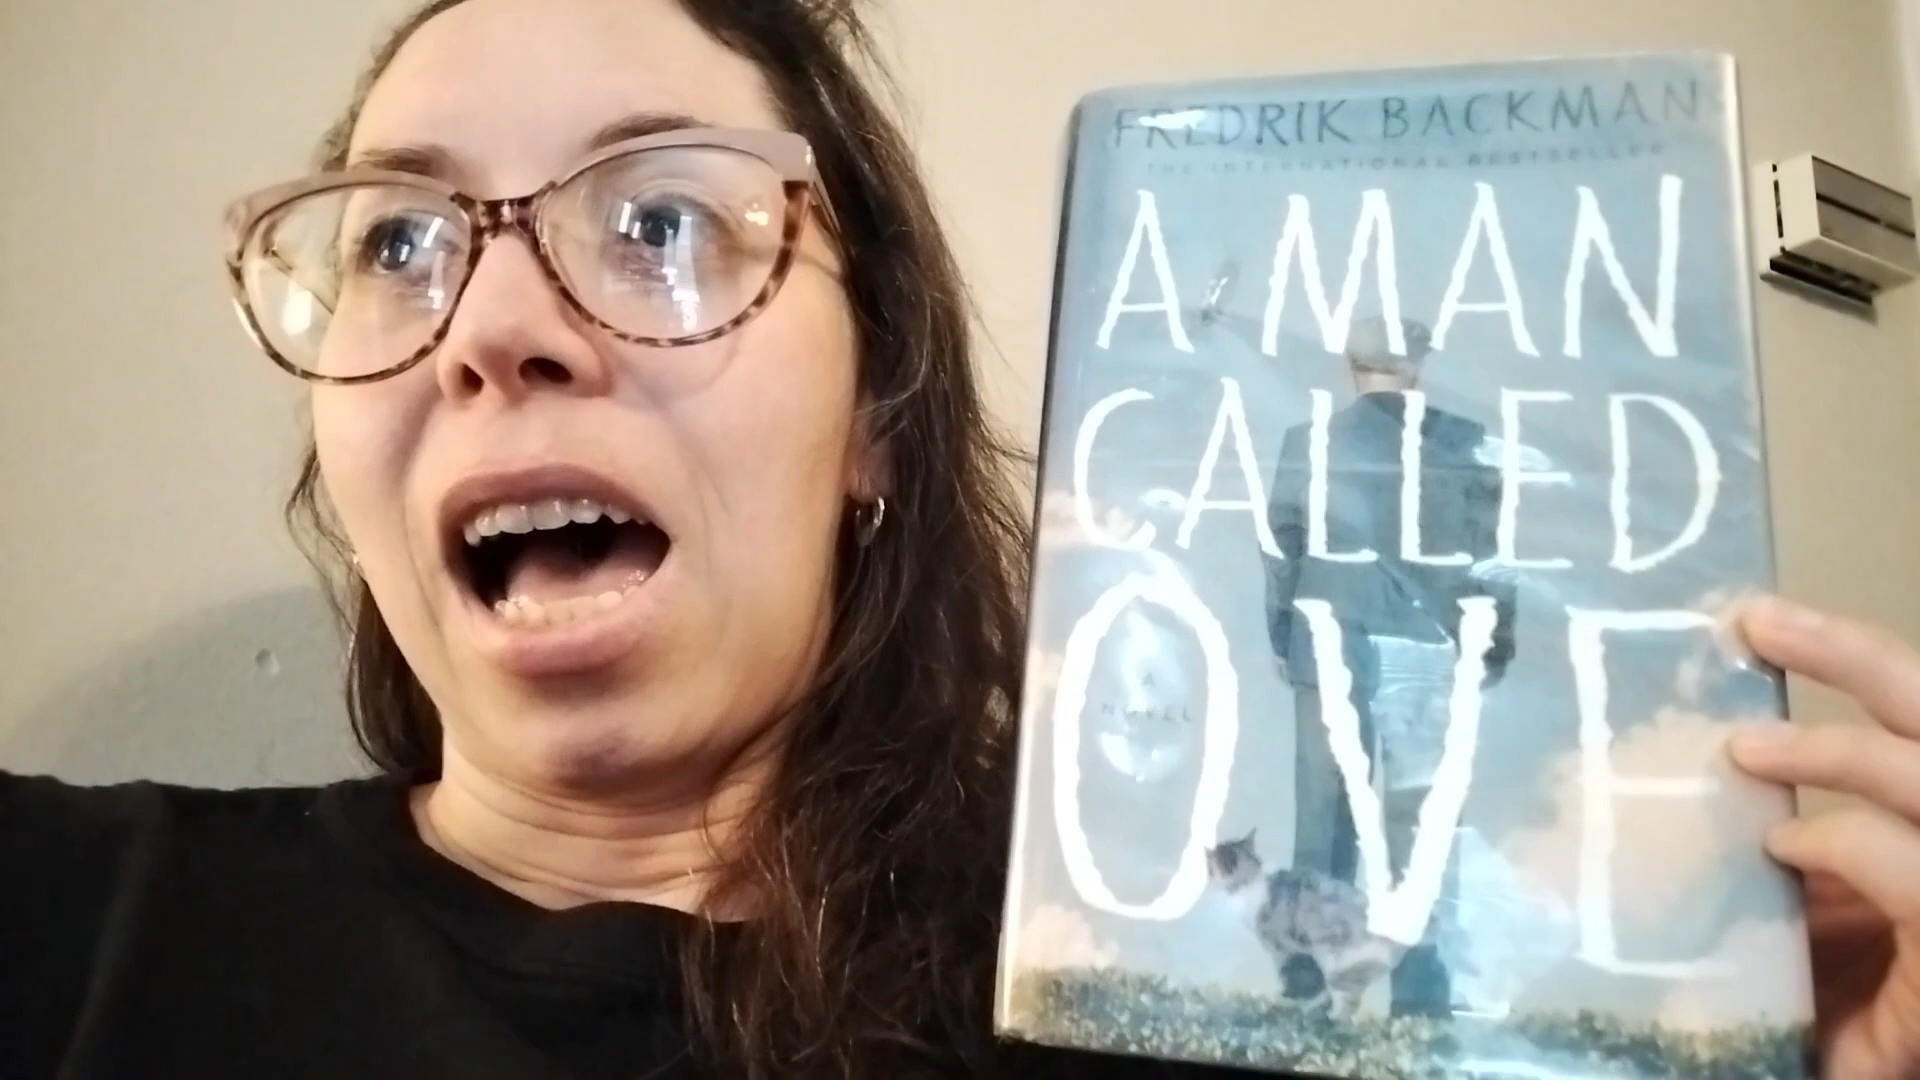 FREDRIK BACKMAN
THE INTERNATIONAL BESTSELLER
A MAN
CALLED
OVE
A
NOVEL